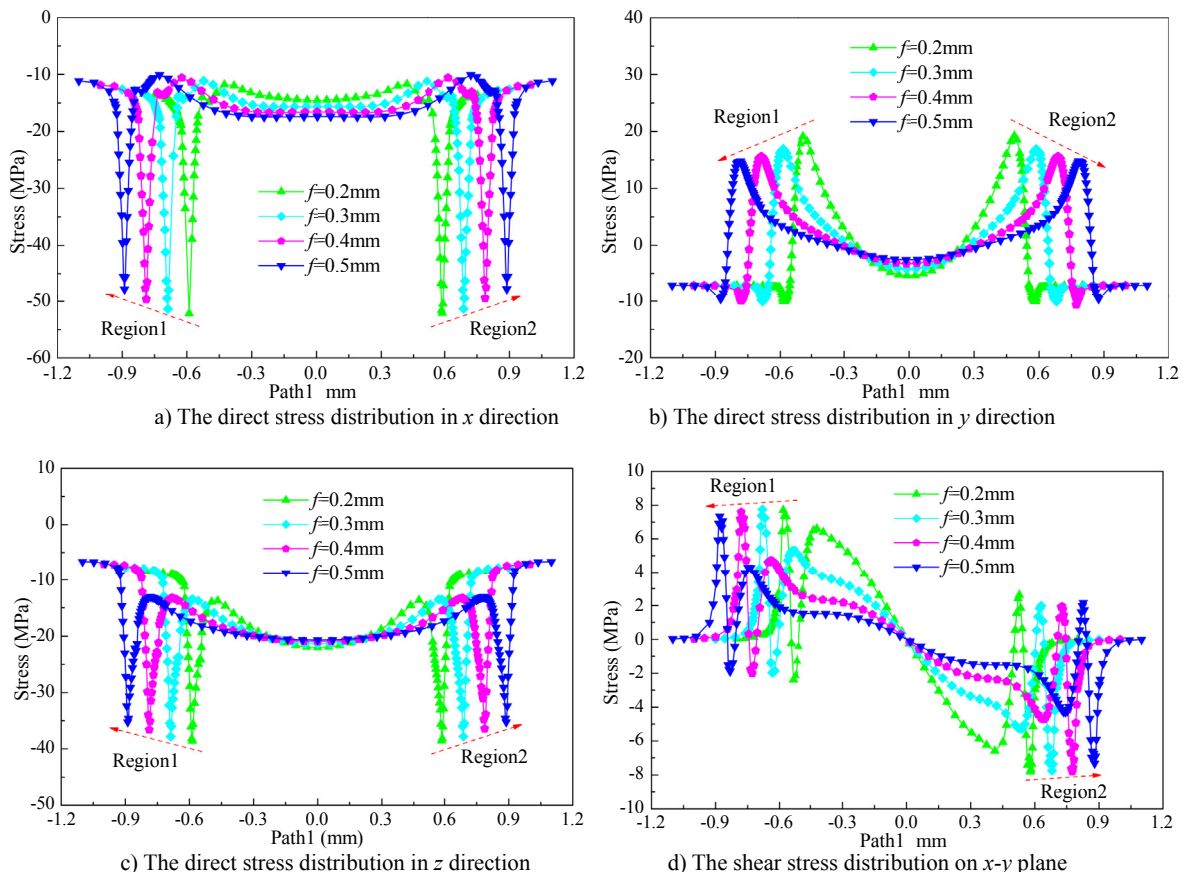 0
-10
-20
-30
-40
-50
-60
Stress (MPa)
f=0.2mm
f=0.3mm
f=0.4mm
f=0.5mm
Region1
Region2
-1.2 -0.9 -0.6 -0.3 0.0 0.3 0.6 0.9 1.2
Path1 mm
a) The direct stress distribution in x direction
40
30
20
10
0
-10
20
Stress (MPa)
f=0.2mm
f=0.3mm
f=0.4mm
f=0.5mm
Region1
Region2
-1.2 -0.9 -0.6 -0.3 0.0 0.3 0.6 0.9 1.2
Path1 mm
b) The direct stress distribution in y direction
10
0
-10
-20
-30
-40
-50
Stress (MPa)
f=0.2mm
f=0.3mm
f=0.4mm
f=0.5mm
Region1
Region2
-1.2 -0.9 -0.6 -0.3 0.0 0.3 0.6 0.9 1.2
Path1 (mm)
c) The direct stress distribution in z direction
10
8
6
4
2
0
-2
-4
-6
-8
-10
Stress (MPa)
Region1
f=0.2mm
f=0.3mm
f=0.4mm
f=0.5mm
Region2
-1.2 -0.9 -0.6 -0.3 0.0 0.3 0.6 0.9 1.2
Path1 mm
d) The shear stress distribution on x-y plane